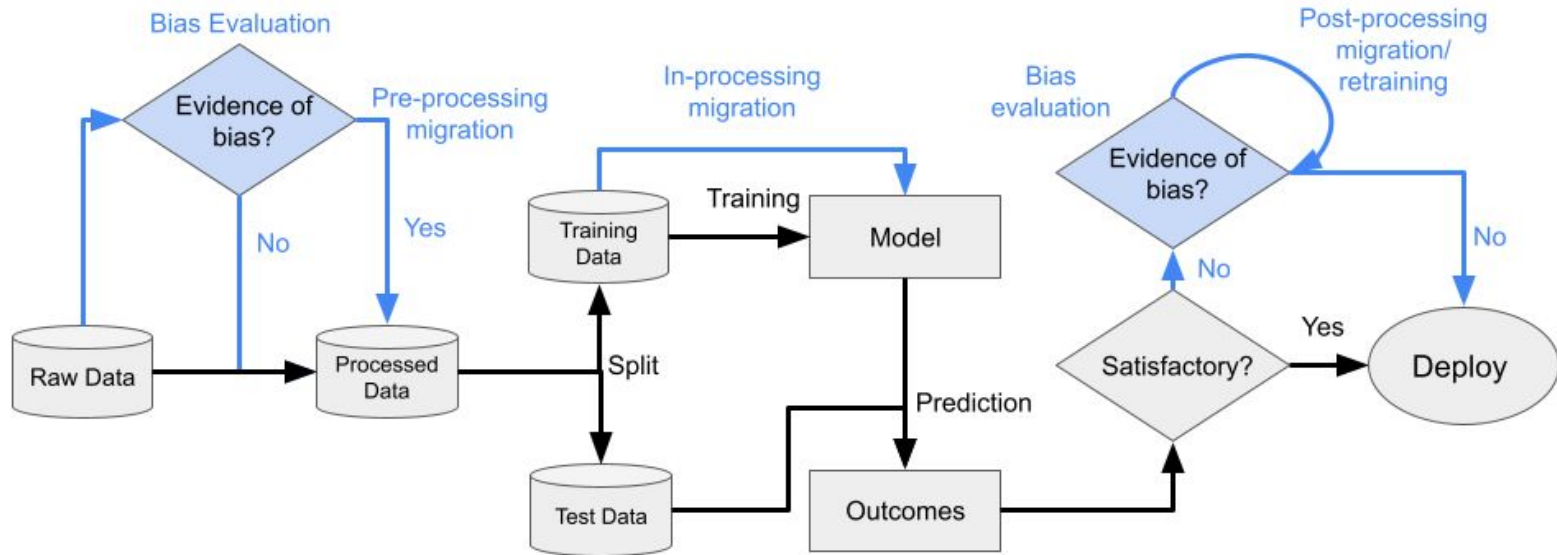 Bias Evaluation
Evidence of
bias?
Pre-processing
migration
No
Yes
Raw Data
Processed
Data
Split
In-processing
migration
Training
Data
Training
Model
Test Data
Prediction
Outcomes
Bias
evaluation
Post-processing
migration/
retraining
Evidence of
bias?
No
No
Satisfactory?
Yes
Deploy